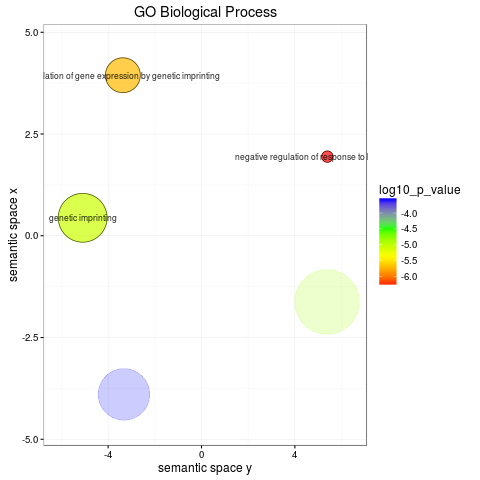 GO Biological Process
5.0
2.5
0.0
-2.5
-5.0
semantic space x
lation of gene expression by genetic imprinting
negative regulation of response to
genetic imprinting
-4
0
4
semantic space y
log10_p_value
-4.0
-4.5
-5.0
-5.5
-6.0